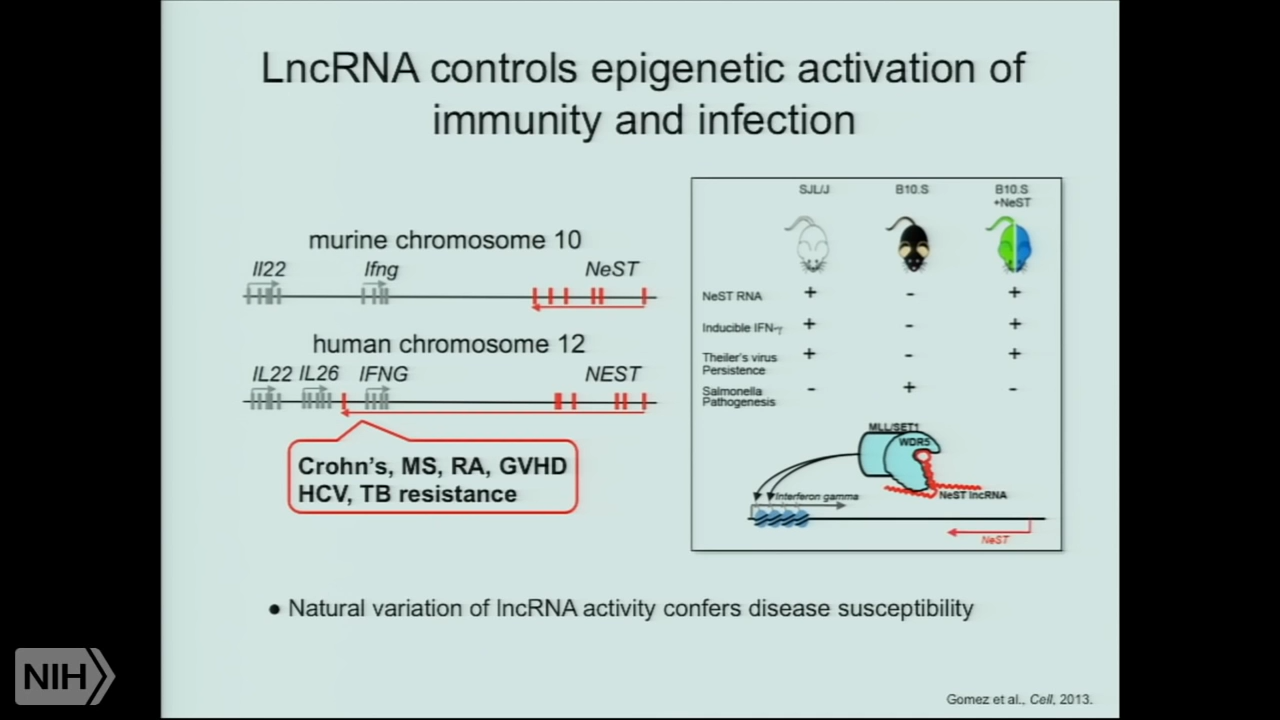 LncRNA controls epigenetic activation of
immunity and infection
murine chromosome 10
Il22 Ifng NeST
human chromosome 12
IL22 IL26 IFNG NEST
Crohn's, MS, RA, GVHD
HCV, TB resistance
SJL/J B10.S B10.S
+NeST
NeST RNA + - +
Inducible IFN-γ + - +
Theiler's virus + - +
Persistence
Salmonella - + -
Pathogenesis
MLL/SET1
WDR5
Interferon gamma
NeST lncRNA
NeST
● Natural variation of lncRNA activity confers disease susceptibility
NIH
Gomez et al., Cell, 2013.